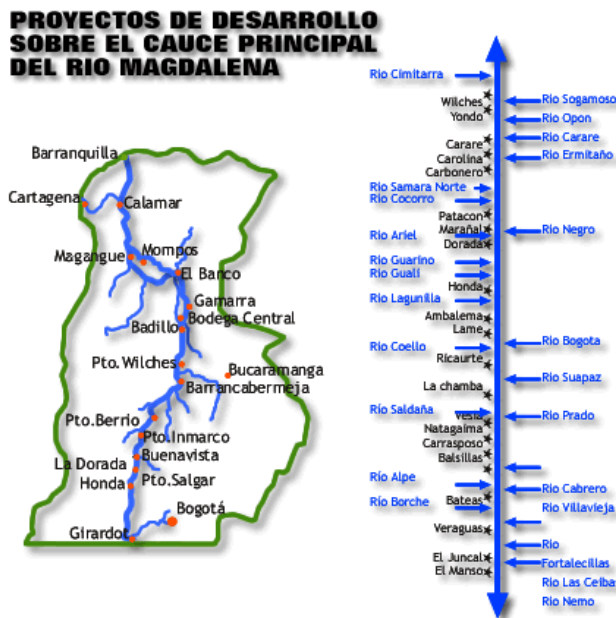 PROYECTOS DE DESARROLLO
SOBRE EL CAUCE PRINCIPAL
DEL RIO MAGDALENA
Barranquilla
Cartagena
Calamar
Magangue
Mompos
El Banco
Gamarra
Bodega Central
Badillo
Pto.Wilches
Bucaramanga
Barrancabermeja
Pto.Berrio
Pto.Inmarco
Buenavista
La Dorada
Honda
Pto.Salgar
Bogotá
Girardot
Rio Cimitarra
Wilches
Yondo
Carare
Carolina
Carbonero
Rio Samara Norte
Rio Cocorro
Patacon
Marañal
Rio Ariel
Dorada
Rio Guarino
Rio Gualí
Honda
Rio Lagunilla
Ambalema
Lame
Rio Coello
Ricaurte
La chamba
Río Saldaña
Vesia
Natagaima
Carrasposo
Balsillas
Río Alpe
Bateas
Río Borche
Veraguas
El Juncal
El Manso
Rio Sogamoso
Rio Opon
Rio Carare
Rio Ermitaño
Rio Negro
Rio Bogota
Rio Suapaz
Rio Prado
Rio Cabrero
Rio Villavieja
Rio
Fortalecillas
Rio Las Ceiba
Rio Nemo